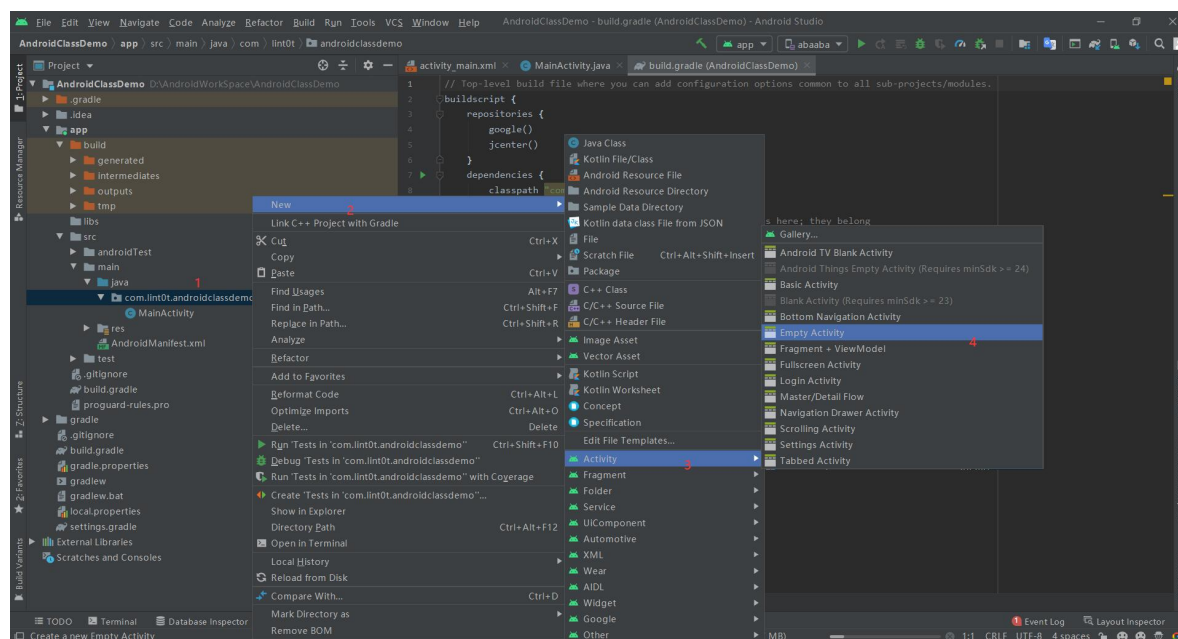 File Edit View Navigate Code Analyze Refactor Build Run Tools VCS Window Help AndroidClassDemo - build.gradle (AndroidClassDemo) - Android Studio
AndroidClassDemo app src main java com lint0t androidclassdemo
app
abaaba
Project
activity_main.xml
MainActivity.java
build.gradle (AndroidClassDemo)
1: Project
Resource Manager
Z: Structure
2: Favorites
Build Variants
AndroidClassDemo D:\AndroidWorkSpace\AndroidClassDemo
.gradle
.idea
app
build
generated
intermediates
outputs
tmp
libs
src
androidTest
main
java 1
com.lint0t.androidclassdemo
MainActivity
res
AndroidManifest.xml
test
.gitignore
build.gradle
proguard-rules.pro
gradle
.gitignore
build.gradle
gradle.properties
gradlew
gradlew.bat
local.properties
settings.gradle
External Libraries
Scratches and Consoles
1 // Top-level build file where you can add configuration options common to all sub-projects/modules.
2 buildscript {
3 repositories {
4 google()
5 jcenter()
6 }
7 dependencies {
8 classpath "com
s here; they belong
New 2
Link C++ Project with Gradle
Cut Ctrl+X
Copy
Paste Ctrl+V
Find Usages Alt+F7
Find in Path... Ctrl+Shift+F
Replace in Path... Ctrl+Shift+R
Analyze
Refactor
Add to Favorites
Reformat Code Ctrl+Alt+L
Optimize Imports Ctrl+Alt+O
Delete... Delete
Run 'Tests in 'com.lint0t.androidclassdemo'' Ctrl+Shift+F10
Debug 'Tests in 'com.lint0t.androidclassdemo''
Run 'Tests in 'com.lint0t.androidclassdemo'' with Coverage
Create 'Tests in 'com.lint0t.androidclassdemo''...
Show in Explorer
Directory Path Ctrl+Alt+F12
Open in Terminal
Local History
Reload from Disk
Compare With... Ctrl+D
Mark Directory as
Remove BOM
Java Class
Kotlin File/Class
Android Resource File
Android Resource Directory
Sample Data Directory
Kotlin data class File from JSON
File
Scratch File Ctrl+Alt+Shift+Insert
Package
C++ Class
C/C++ Source File
C/C++ Header File
Image Asset
Vector Asset
Kotlin Script
Kotlin Worksheet
Concept
Specification
Edit File Templates...
Activity 3
Fragment
Folder
Service
UiComponent
Automotive
XML
Wear
AIDL
Widget
Google
Other
Gallery...
Android TV Blank Activity
Android Things Empty Activity (Requires minSdk >= 24)
Basic Activity
Blank Activity (Requires minSdk >= 23)
Bottom Navigation Activity
Empty Activity 4
Fragment + ViewModel
Fullscreen Activity
Login Activity
Master/Detail Flow
Navigation Drawer Activity
Scrolling Activity
Settings Activity
Tabbed Activity
TODO Terminal Database Inspector
1 Event Log Layout Inspector
Create a new Empty Activity
MB) 1:1 CRLF UTF-8 4 spaces